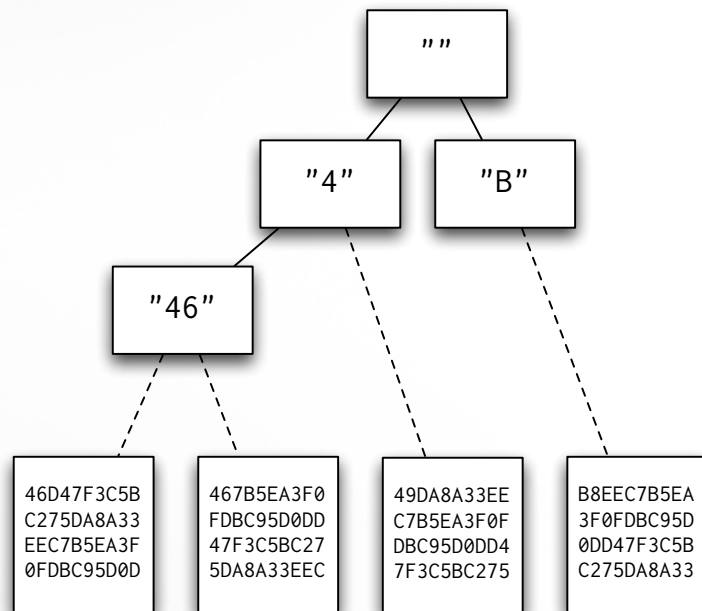 ""
"4"
"B"
"46"
46D47F3C5B
C275DA8A33
EEC7B5EA3F
0FDBC95D0D
467B5EA3F0
FDBC95D0DD
47F3C5BC27
5DA8A33EEC
49DA8A33EE
C7B5EA3F0F
DBC95D0DD4
7F3C5BC275
B8EEC7B5EA
3F0FDBC95D
0DD47F3C5B
C275DA8A33